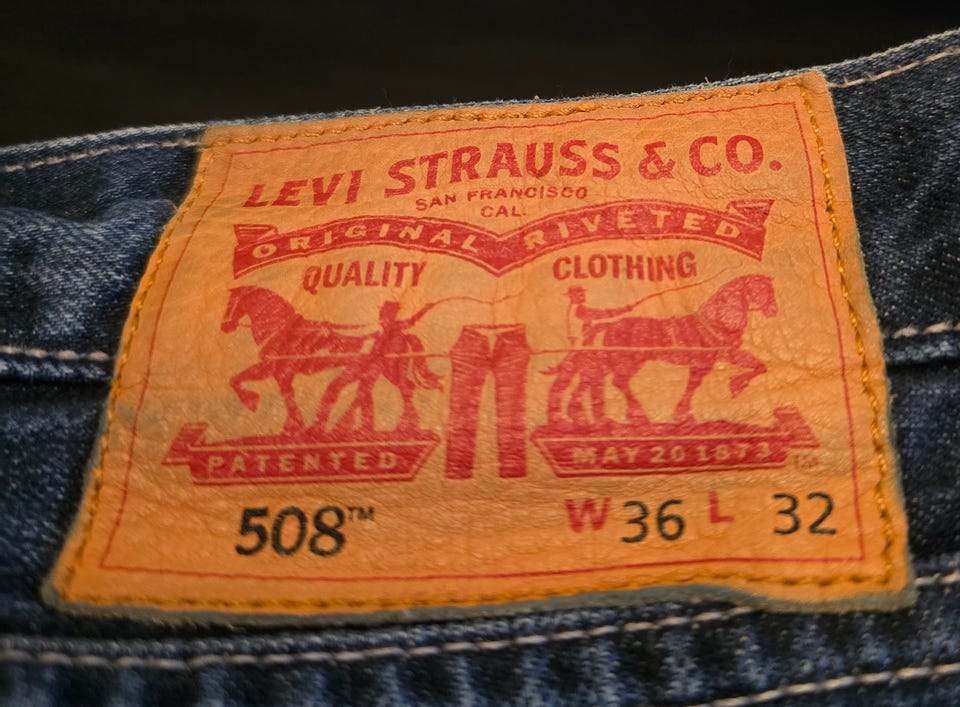 LEVI STRAUSS & CO.
SAN FRANCISCO
CAL.
ORIGINAL RIVETED
QUALITY CLOTHING
PATENTED MAY 20 1873 TM
508™ W 36 L 32